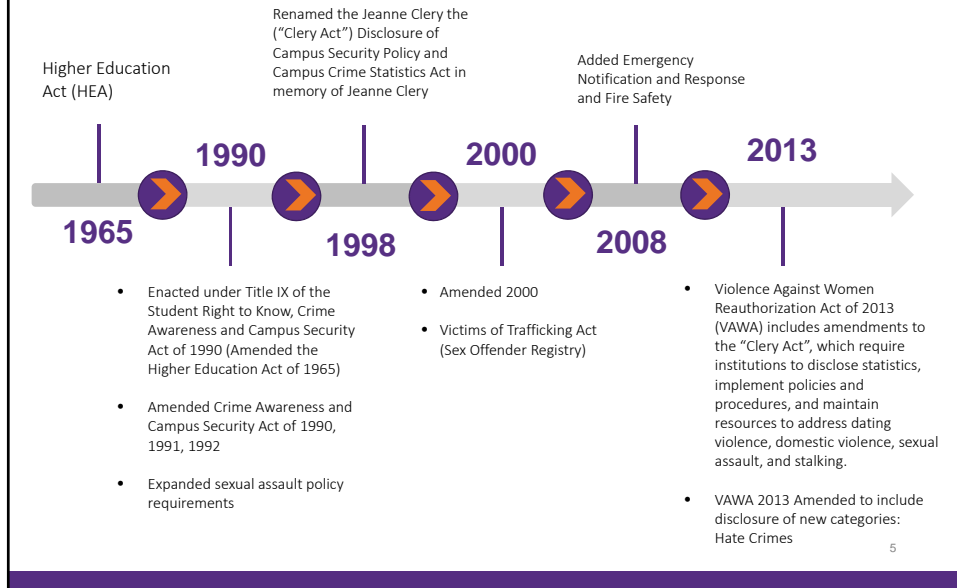 Higher Education
Act (HEA)
1965
1990
• Enacted under Title IX of the
Student Right to Know, Crime
Awareness and Campus Security
Act of 1990 (Amended the
Higher Education Act of 1965)
• Amended Crime Awareness and
Campus Security Act of 1990,
1991, 1992
• Expanded sexual assault policy
requirements
Renamed the Jeanne Clery the
("Clery Act") Disclosure of
Campus Security Policy and
Campus Crime Statistics Act in
memory of Jeanne Clery
1998
2000
• Amended 2000
• Victims of Trafficking Act
(Sex Offender Registry)
Added Emergency
Notification and Response
and Fire Safety
2008
2013
• Violence Against Women
Reauthorization Act of 2013
(VAWA) includes amendments to
the “Clery Act”, which require
institutions to disclose statistics,
implement policies and
procedures, and maintain
resources to address dating
violence, domestic violence, sexual
assault, and stalking.
• VAWA 2013 Amended to include
disclosure of new categories:
Hate Crimes
5